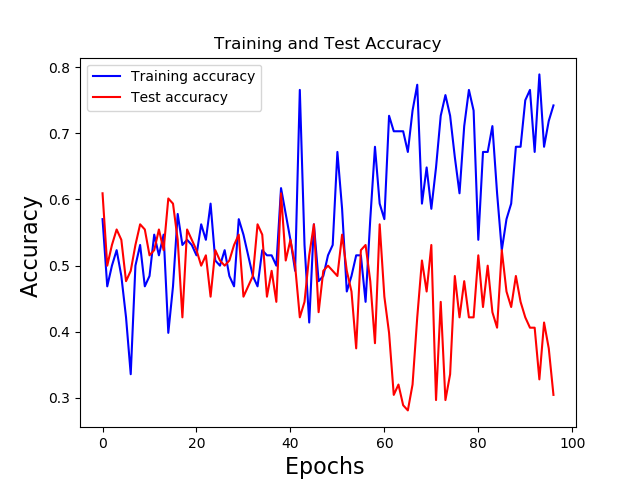 Training and Test Accuracy
Training accuracy
Test accuracy
Accuracy
0.8
0.7
0.6
0.5
0.4
0.3
0 20 40 60 80 100
Epochs